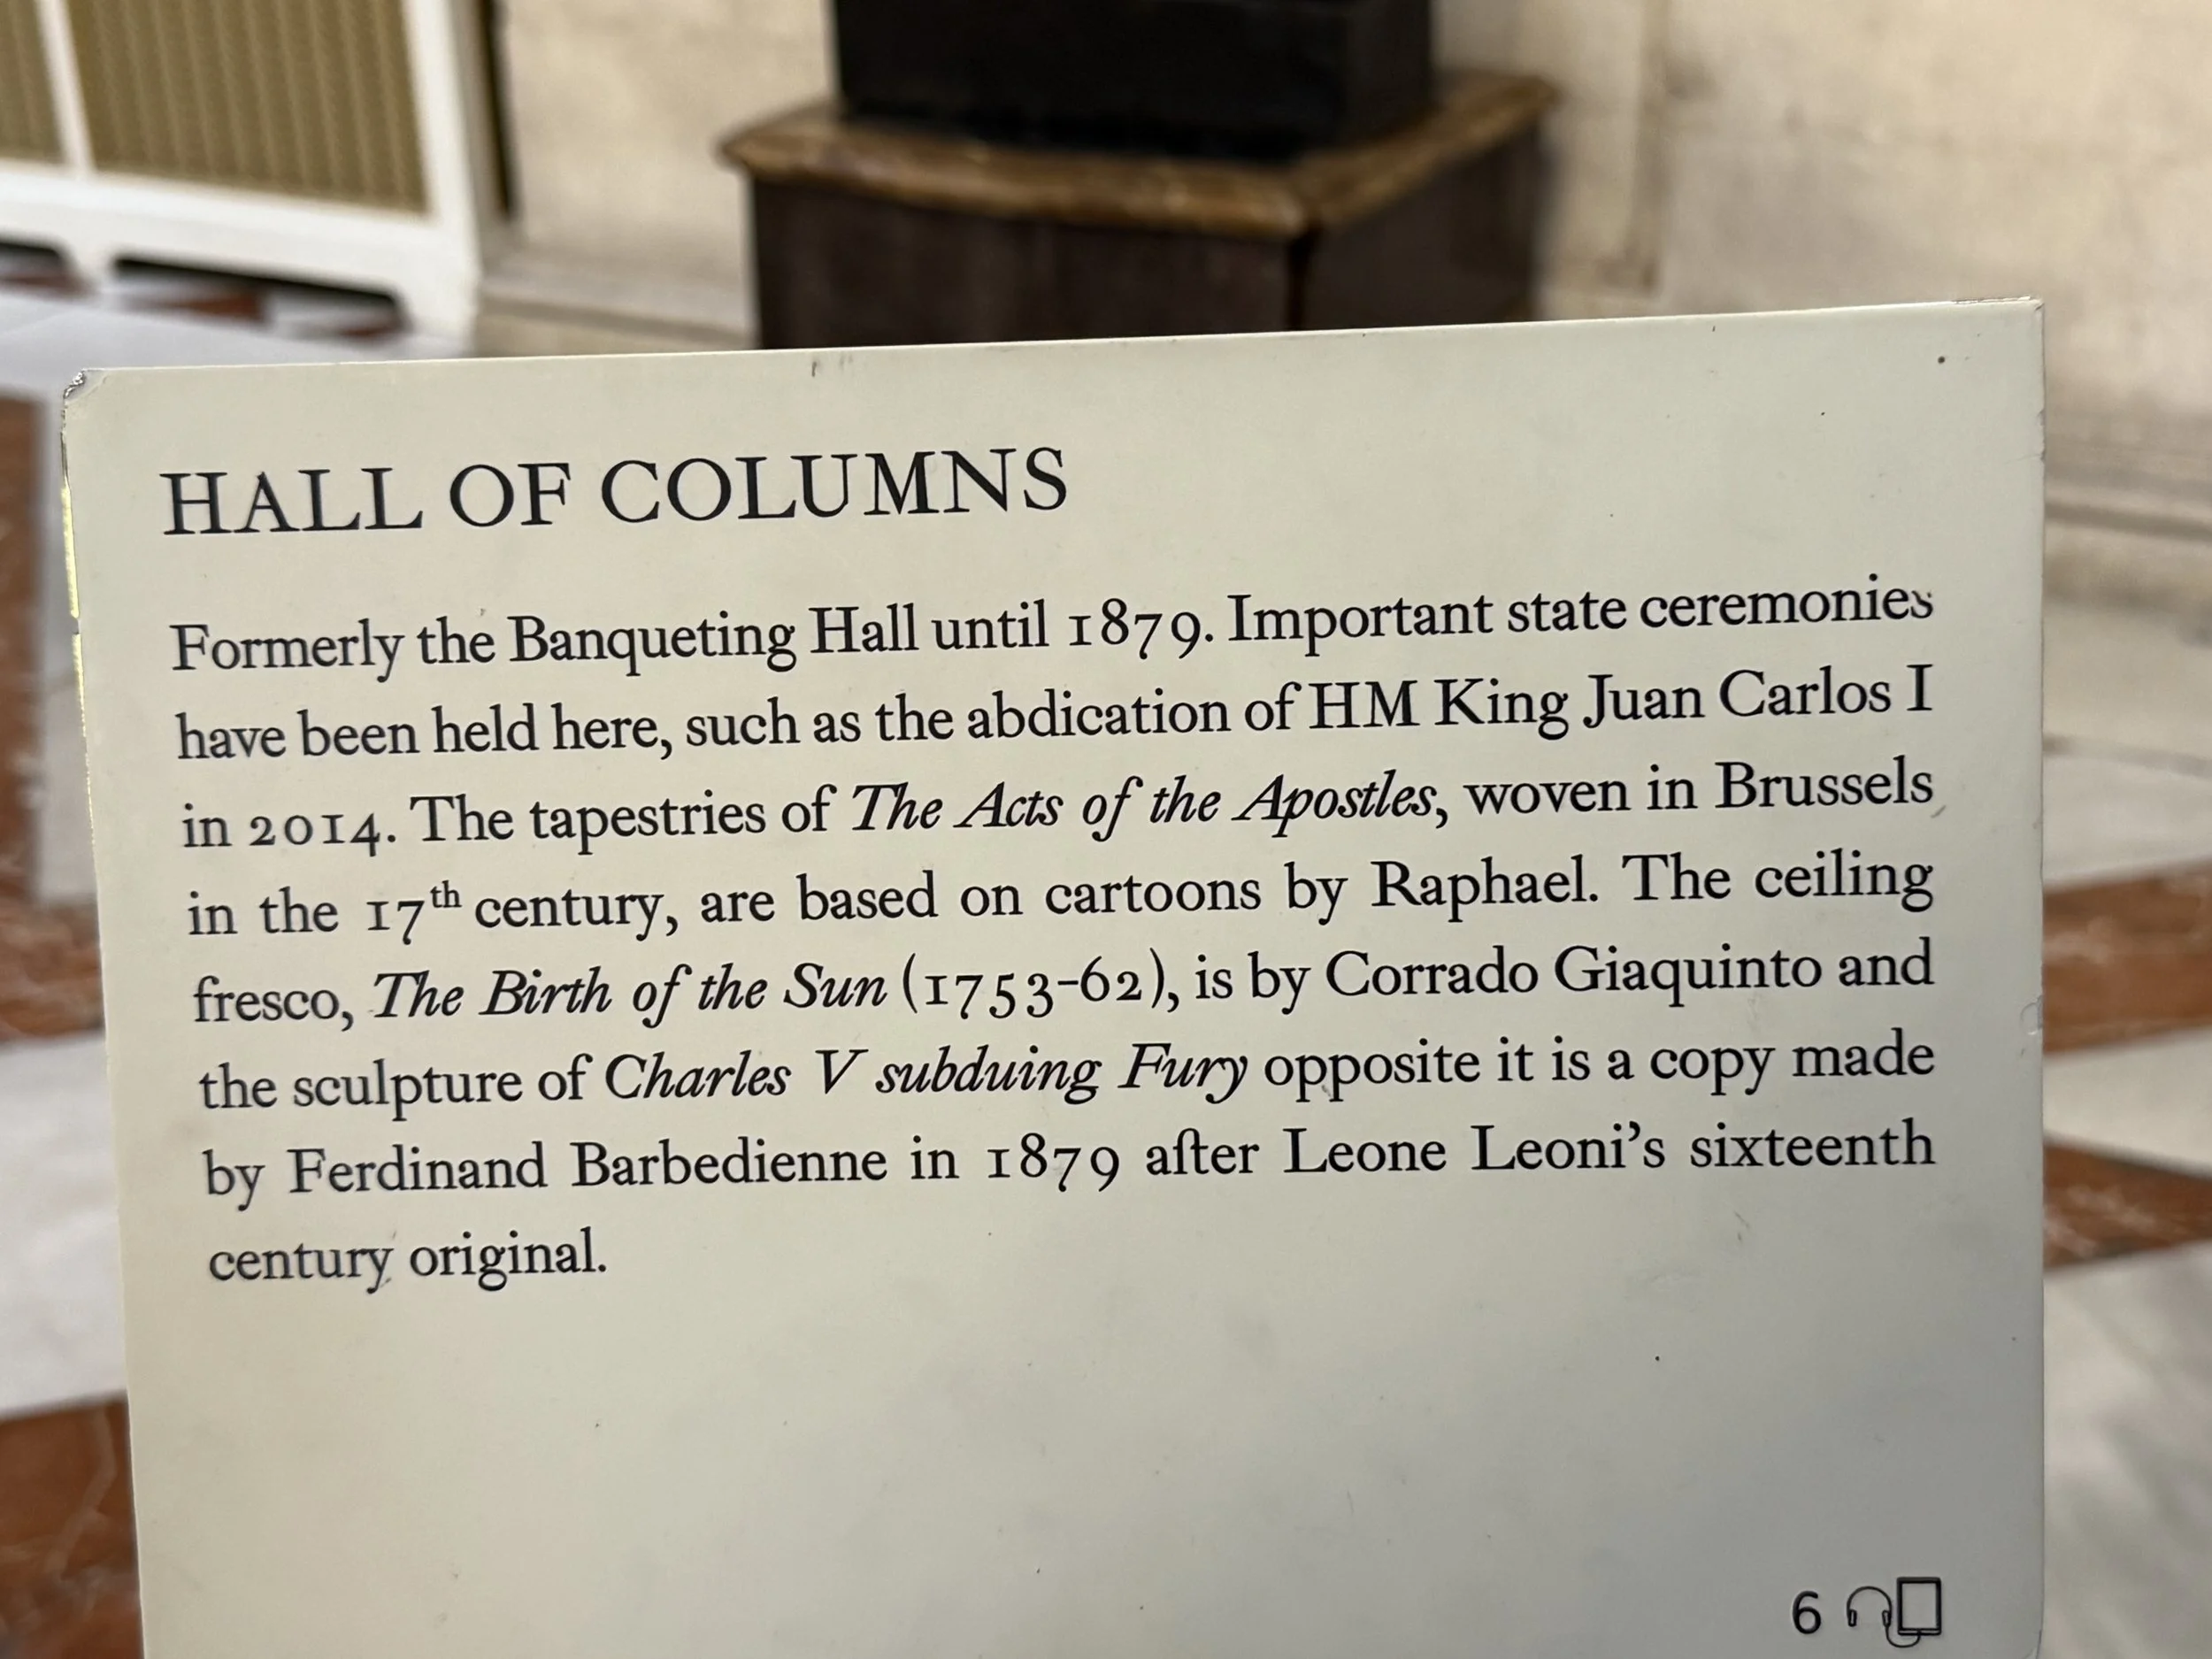 HALL OF COLUMNS
Formerly the Banqueting Hall until 1879. Important state ceremonies
have been held here, such as the abdication of HM King Juan Carlos I
in 2014. The tapestries of The Acts of the Apostles, woven in Brussels
in the 17th century, are based on cartoons by Raphael. The ceiling
fresco, The Birth of the Sun (1753-62), is by Corrado Giaquinto and
the sculpture of Charles V subduing Fury opposite it is a copy made
by Ferdinand Barbedienne in 1879 after Leone Leoni’s sixteenth
century original.
6